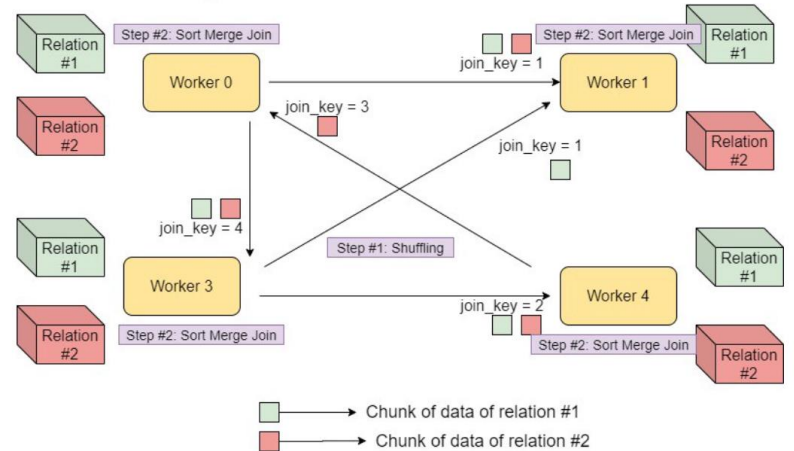 Relation
#1
Step #2: Sort Merge Join
Worker 0
join_key = 1
Step #2: Sort Merge Join
Worker 1
Relation
#1
Relation
#2
join_key = 3
join_key = 1
Relation
#2
join_key = 4
Step #1: Shuffling
Relation
#1
Worker 3
Relation
#2
Step #2: Sort Merge Join
join_key = 2
Worker 4
Step #2: Sort Merge Join
Relation
#1
Relation
#2
Chunk of data of relation #1
Chunk of data of relation #2